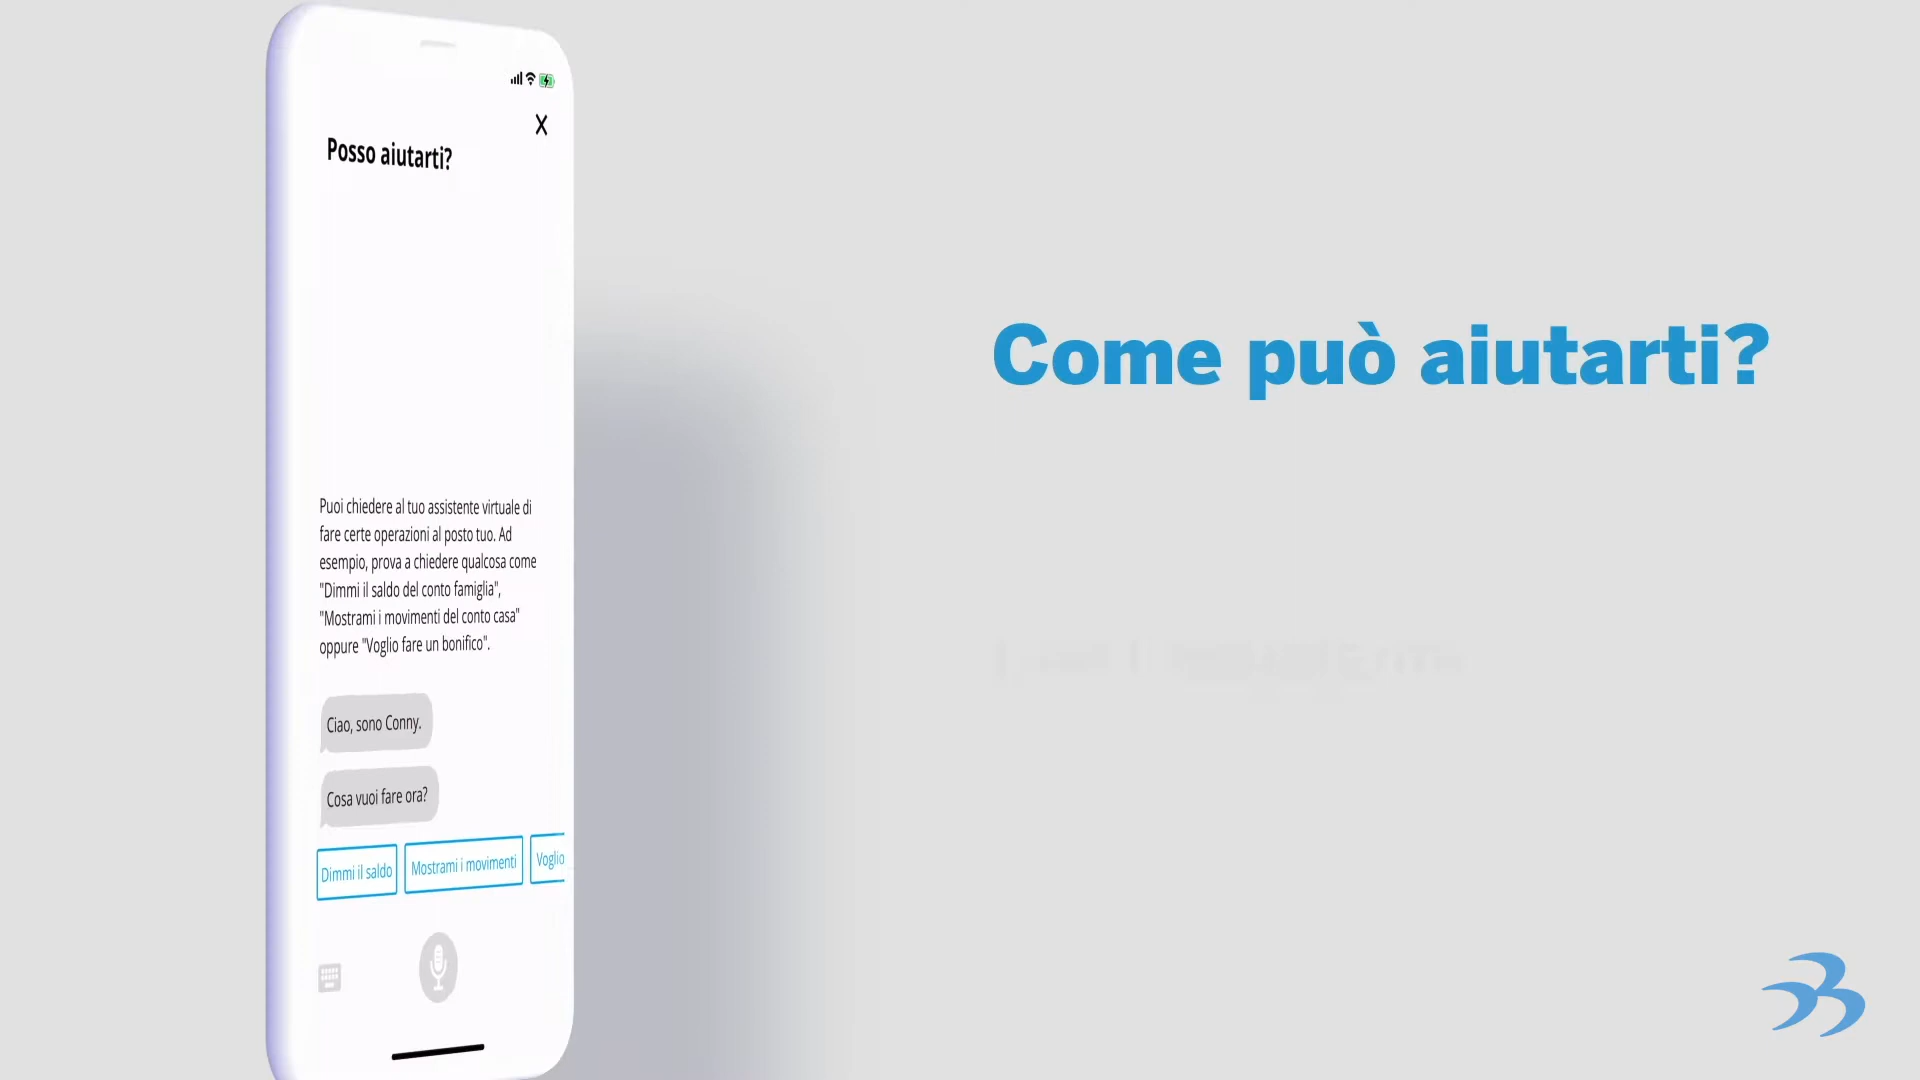 Posso aiutarti?
Puoi chiedere al tuo assistente virtuale di
fare certe operazioni al posto tuo. Ad
esempio, prova a chiedere qualcosa come
"Dimmi il saldo del conto famiglia",
"Mostrami i movimenti del conto casa"
oppure "Voglio fare un bonifico".
Ciao, sono Conny.
Cosa vuoi fare ora?
Dimmi il saldo
Mostrami i movimenti
Voglio
Come può aiutarti?